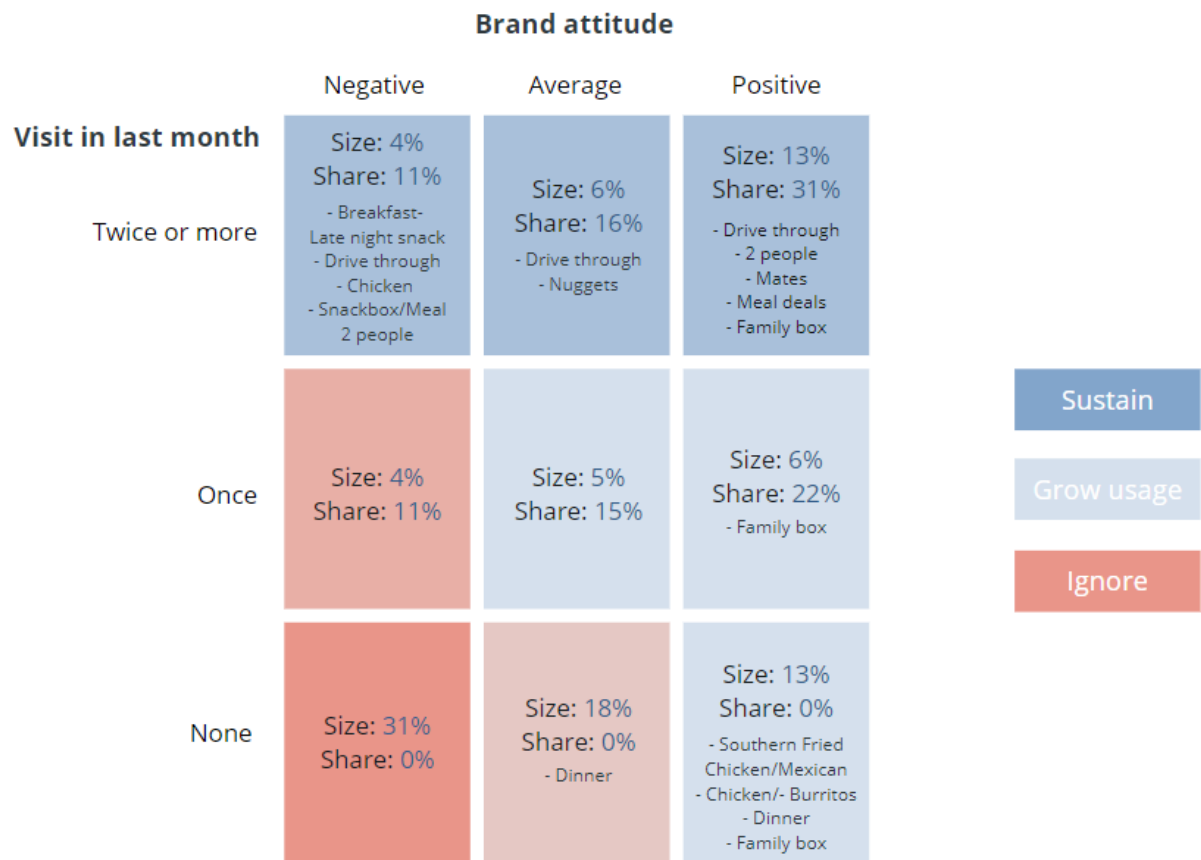 Brand attitude
Negative
Average
Positive
Visit in last month
Twice or more
Size: 4%
Share: 11%
- Breakfast-
Late night snack
- Drive through
- Chicken
- Snackbox/Meal
2 people
Size: 6%
Share: 16%
- Drive through
- Nuggets
Size: 13%
Share: 31%
- Drive through
- 2 people
- Mates
- Meal deals
- Family box
Once
Size: 4%
Share: 11%
Size: 5%
Share: 15%
Size: 6%
Share: 22%
- Family box
None
Size: 31%
Share: 0%
Size: 18%
Share: 0%
- Dinner
Size: 13%
Share: 0%
- Southern Fried
Chicken/Mexican
- Chicken/- Burritos
- Dinner
- Family box
Sustain
Grow usage
Ignore